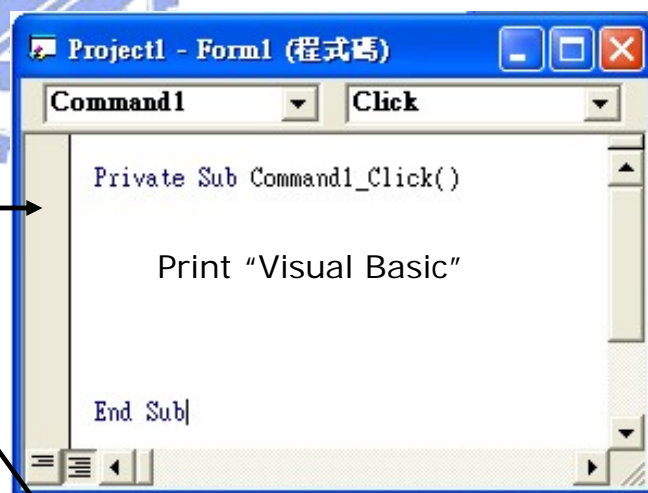 Project1 - Form1 (程式碼)
Command1 Click
Private Sub Command1_Click()
Print “Visual Basic”
End Sub